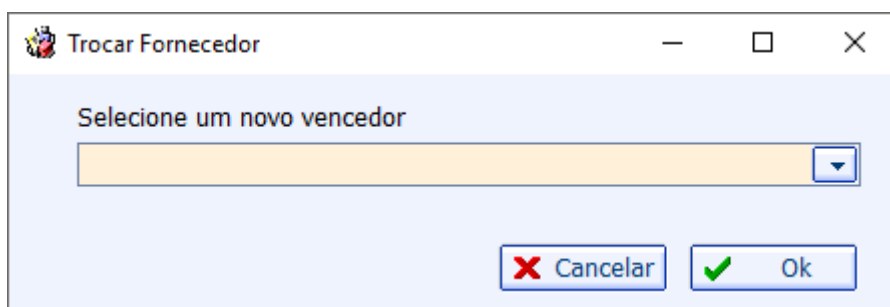 Trocar Fornecedor
Selecione um novo vencedor
Cancelar
Ok